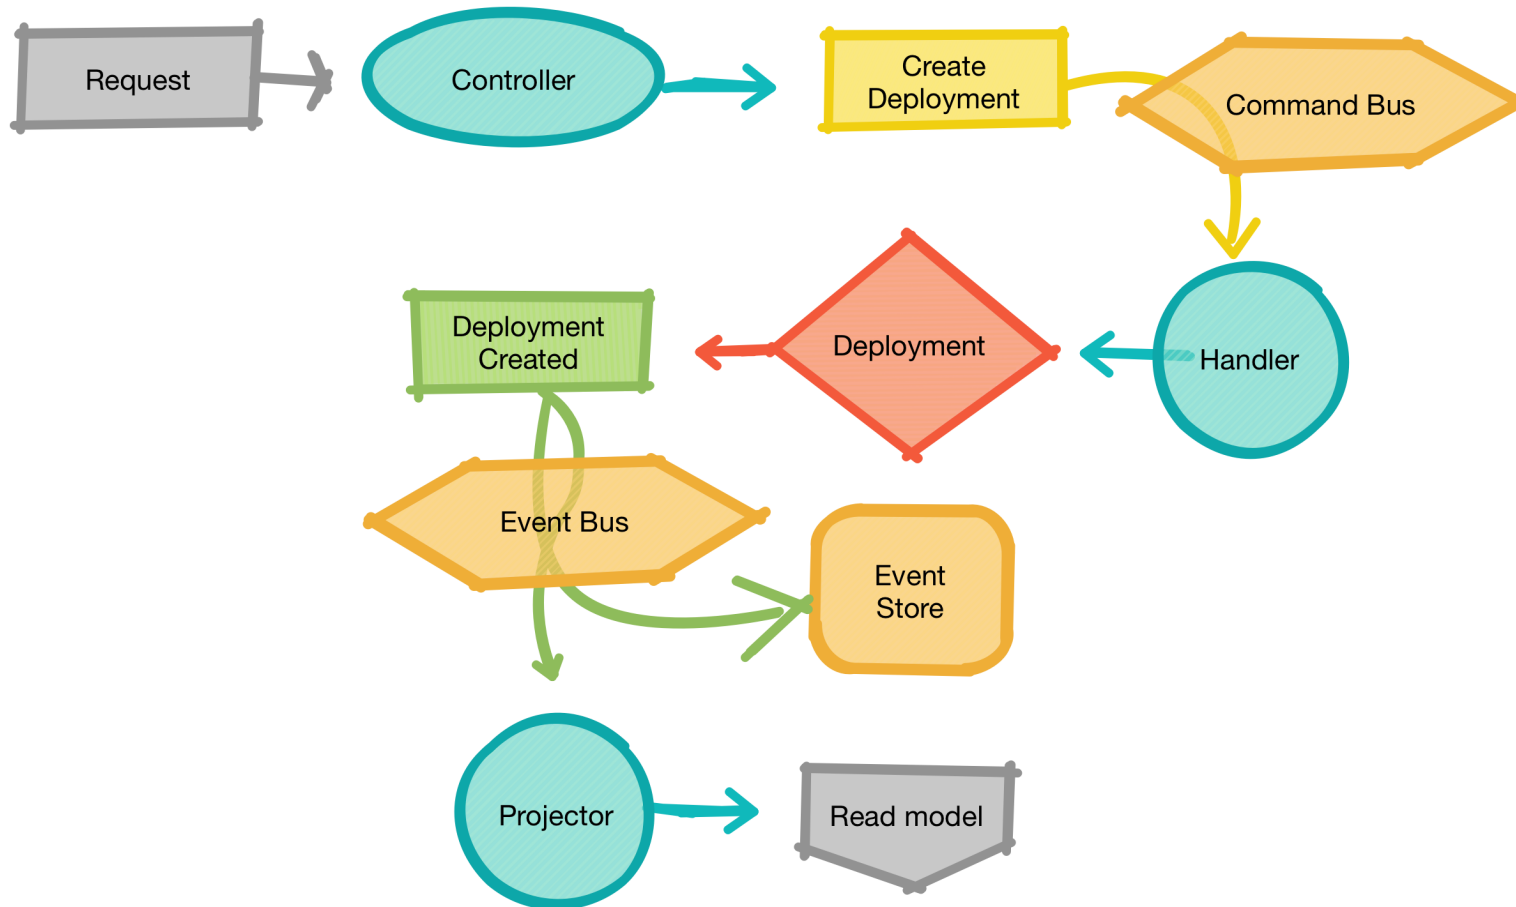 Request
Controller
Create
Deployment
Command Bus
Deployment
Created
Deployment
Handler
Event Bus
Event
Store
Projector
Read model